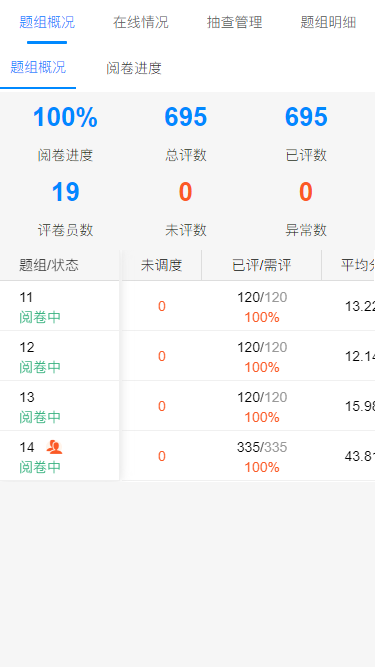 题组概况 在线情况 抽查管理 题组明细
题组概况 阅卷进度
100% 695 695
阅卷进度 总评数 已评数
19 0 0
评卷员数 未评数 异常数
题组/状态 未调度 已评/需评 平均
11 0 120/120 13.22
阅卷中 100%
12 0 120/120 12.14
阅卷中 100%
13 0 120/120 15.98
阅卷中 100%
14 0 335/335 43.81
阅卷中 100%